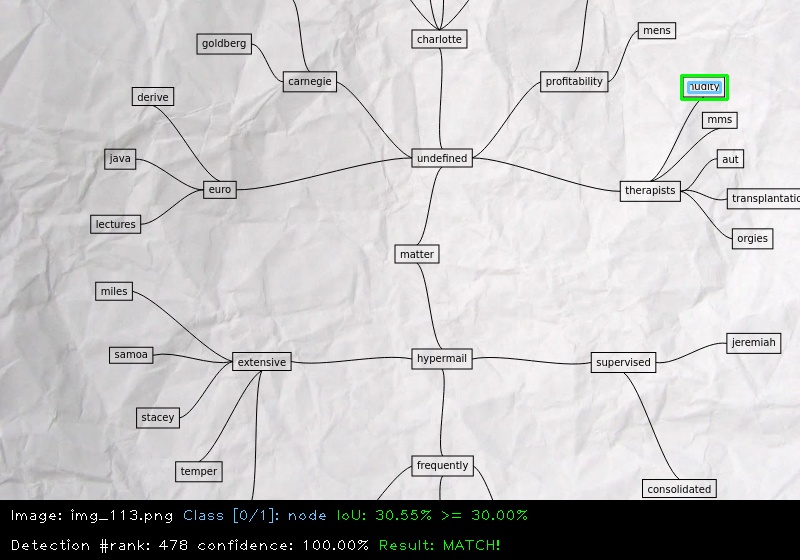 charlotte
mens
goldberg
carnegie
profitability
nudity
derive
mms
java
undefined
aut
euro
therapists
transplantatio
lectures
orgies
matter
miles
jeremiah
samoa
extensive
hypermail
supervised
stacey
temper
frequently
consolidated
Image: img_113.png Class [0/1]: node IoU: 30.55% >= 30.00%
Detection #rank: 478 confidence: 100.00% Result: MATCH!